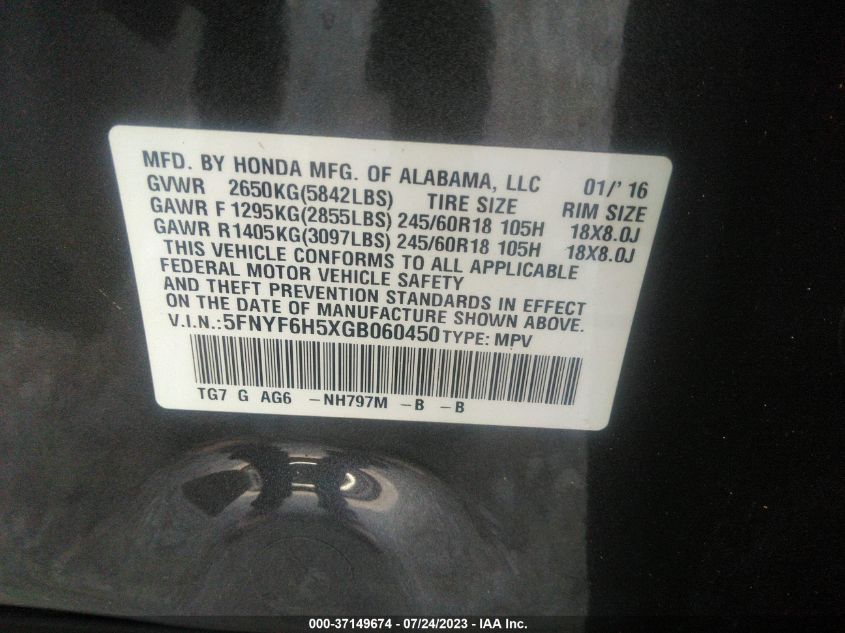 MFD. BY HONDA MFG. OF ALABAMA, LLC 01/' 16
GVWR 2650KG(5842LBS) TIRE SIZE RIM SIZE
GAWR F 1295KG(2855LBS) 245/60R18 105H 18X8.0J
GAWR R1405KG(3097LBS) 245/60R18 105H 18X8.0J
THIS VEHICLE CONFORMS TO ALL APPLICABLE
FEDERAL MOTOR VEHICLE SAFETY
AND THEFT PREVENTION STANDARDS IN EFFECT
ON THE DATE OF MANUFACTURE SHOWN ABOVE.
V.I.N.:5FNYF6H5XGB060450 TYPE: MPV
TG7 G AG6 -NH797M -B -B
000-37149674 / 07/24/2023 - IAA Inc.